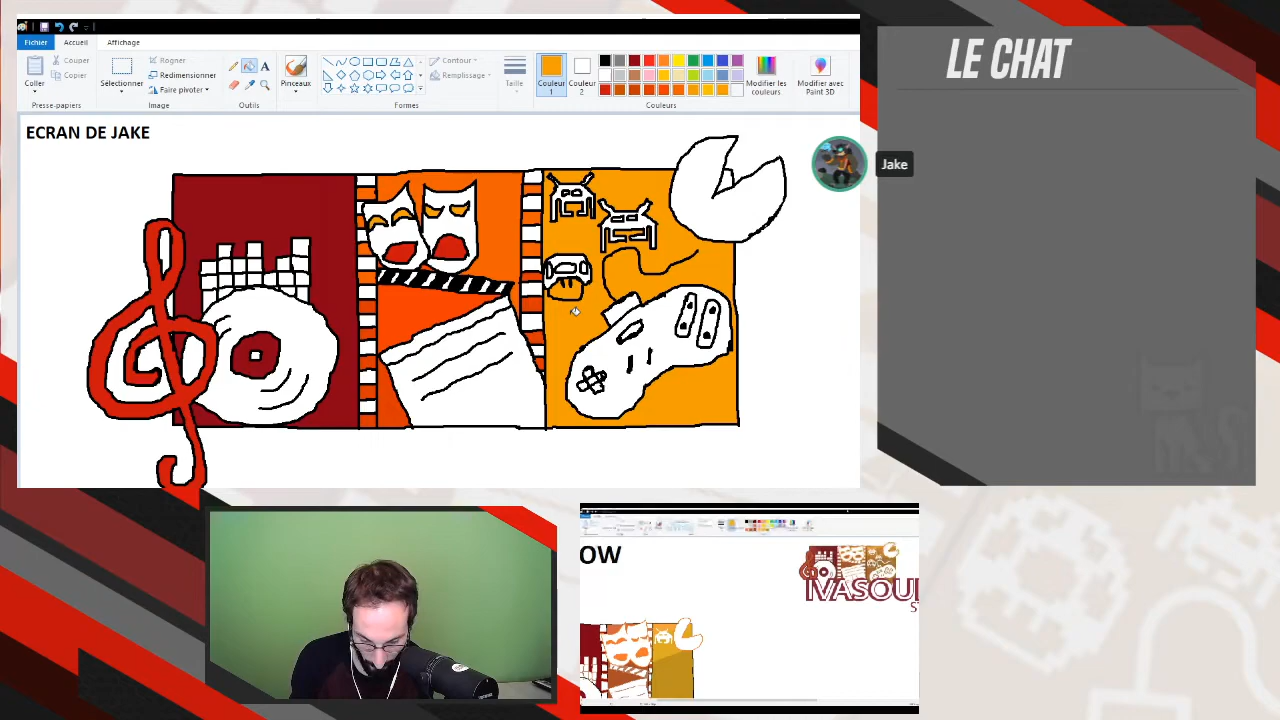 Fichier Accueil Affichage
Coller
Couper
Copier
Presse-papiers
Sélectionner
Rogner
Redimensionner
Faire pivoter
Image
A
Outils
Pinceaux
Contour
Remplissage
Formes
Taille
Couleur 1
Couleur 2
Modifier les couleurs
Couleurs
Modifier avec Paint 3D
ECRAN DE JAKE
LE CHAT
Jake
OW
IVASOU
ST